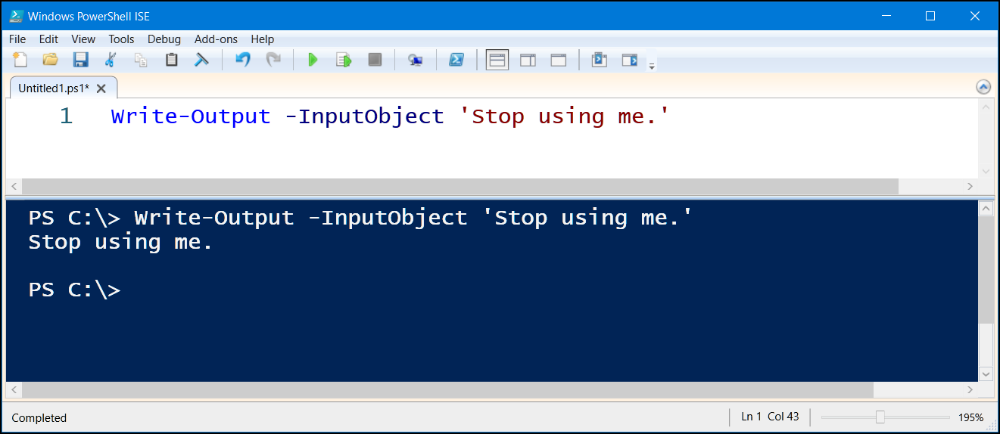 Windows PowerShell ISE
File Edit View Tools Debug Add-ons Help
Untitled1.ps1*
1 Write-Output -InputObject 'Stop using me.'
PS C:\> Write-Output -InputObject 'Stop using me.'
Stop using me.
PS C:\>
Completed Ln 1 Col 43 195%